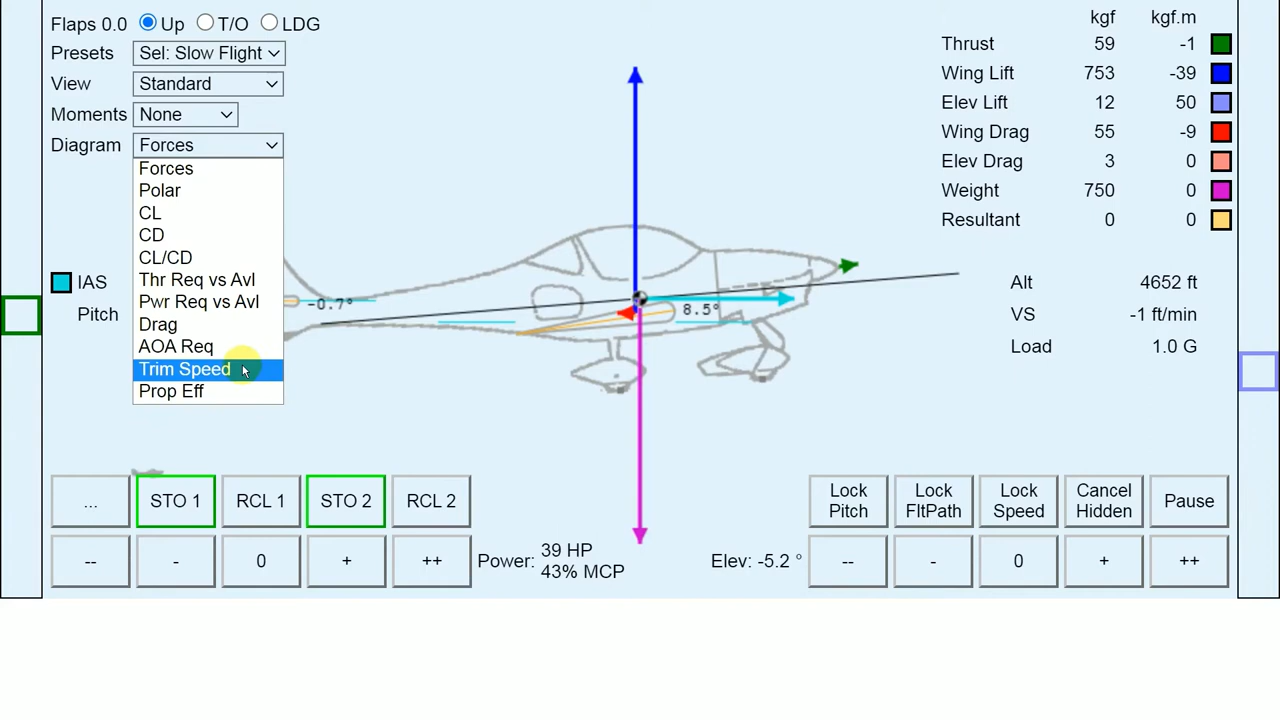 Flaps 0.0 Up T/O LDG
Presets Sel: Slow Flight
View Standard
Moments None
Diagram Forces
Forces
Polar
CL
CD
CL/CD
Thr Req vs Avl
Pwr Req vs Avl
Drag
AOA Req
Trim Speed
Prop Eff
IAS
Pitch
-0.7°
8.5°
kgf kgf.m
Thrust 59 -1
Wing Lift 753 -39
Elev Lift 12 50
Wing Drag 55 -9
Elev Drag 3 0
Weight 750 0
Resultant 0 0
Alt 4652 ft
VS -1 ft/min
Load 1.0 G
... STO 1 RCL 1 STO 2 RCL 2
-- - 0 + ++
Power: 39 HP
43% MCP
Lock Pitch Lock FltPath Lock Speed Cancel Hidden Pause
Elev: -5.2 ° -- - 0 + ++